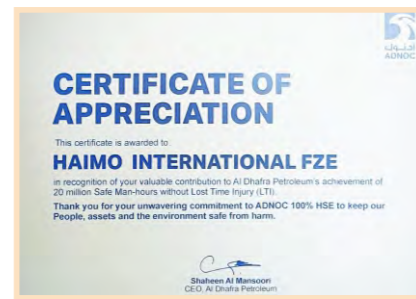 أدنوك
ADNOC
CERTIFICATE OF
APPRECIATION
This certificate is awarded to:
HAIMO INTERNATIONAL FZE
in recognition of your valuable contribution to Al Dhafra Petroleum's achievement of
20 million Safe Man-hours without Lost Time Injury (LTI).
Thank you for your unwavering commitment to ADNOC 100% HSE to keep our
People, assets and the environment safe from harm.
Shaheen Al Mansoori
CEO, Al Dhafra Petroleum